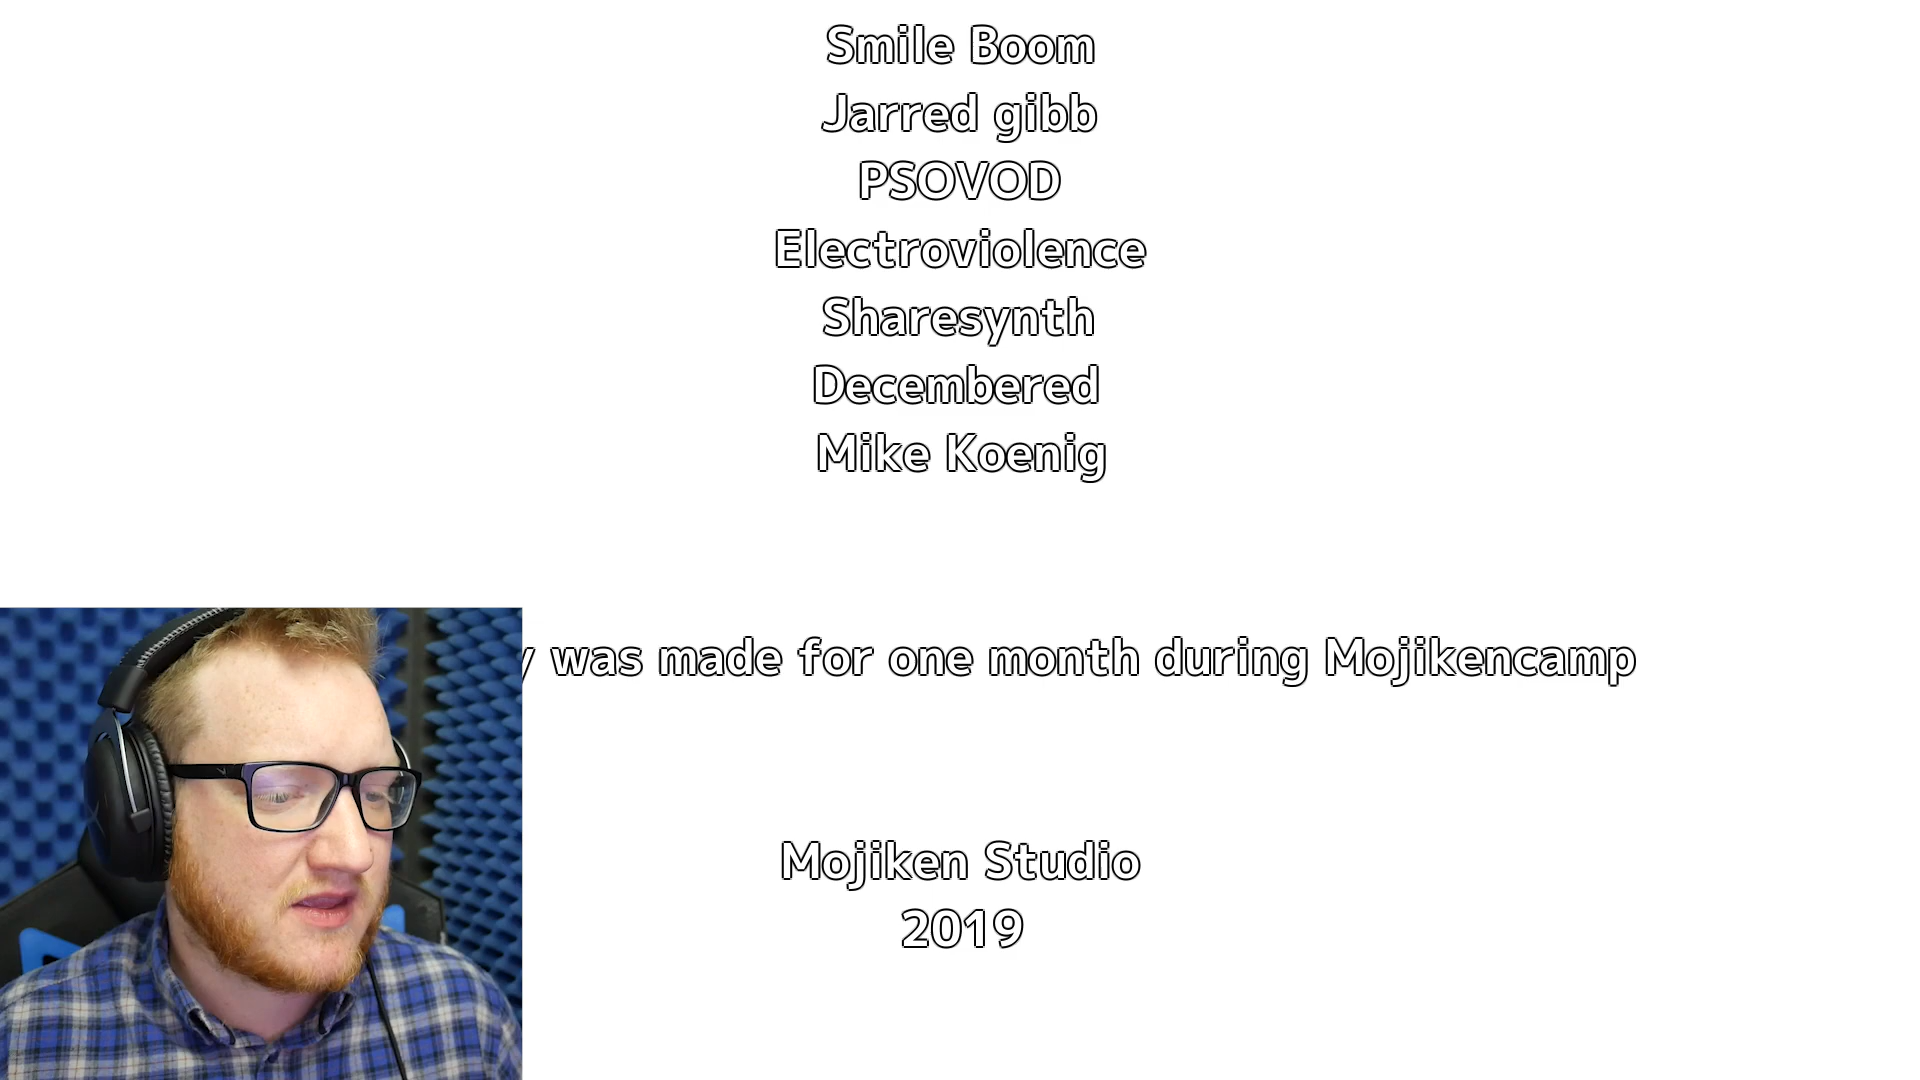 Smile Boom
Jarred gibb
PSOVOD
Electroviolence
Sharesynth
Decembered
Mike Koenig
was made for one month during Mojikencamp
Mojiken Studio
2019